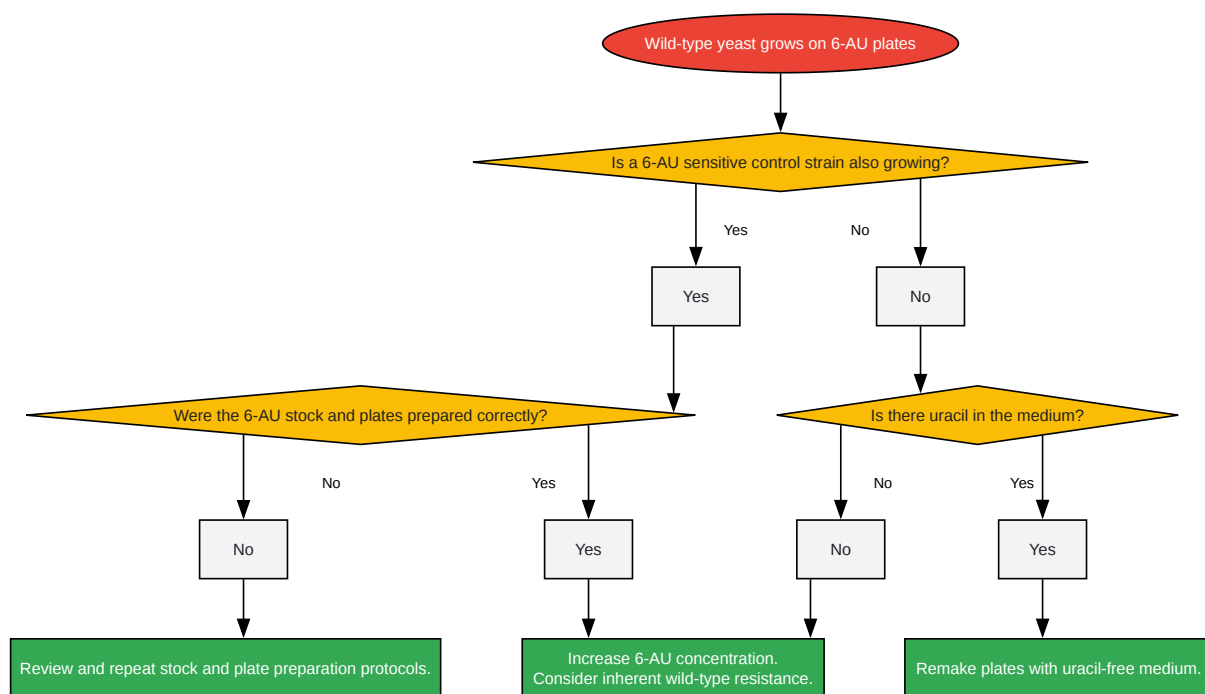 Wild-type yeast grows on 6-AU plates
Is a 6-AU sensitive control strain also growing?
Yes
No
Yes
No
Were the 6-AU stock and plates prepared correctly?
Is there uracil in the medium?
No
Yes
No
Yes
No
Yes
No
Yes
Review and repeat stock and plate preparation protocols.
Increase 6-AU concentration.
Consider inherent wild-type resistance.
Remake plates with uracil-free medium.